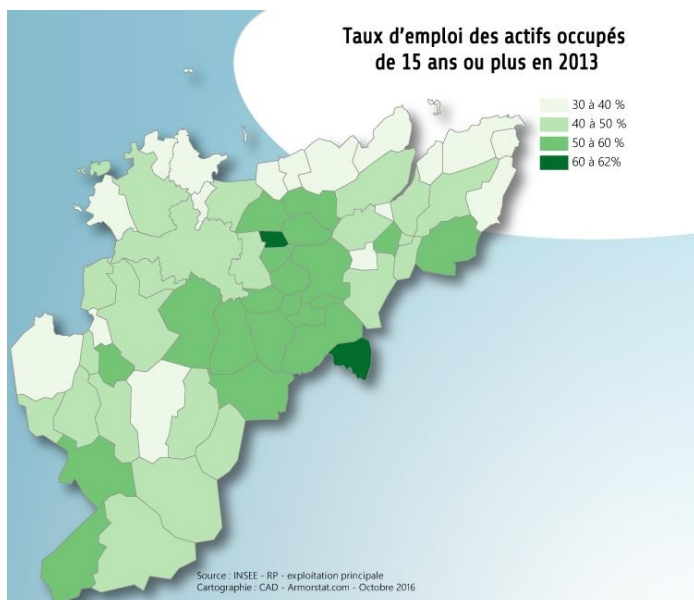 Taux d'emploi des actifs occupés
de 15 ans ou plus en 2013
30 à 40 %
40 à 50 %
50 à 60 %
60 à 62%
Source : INSEE - RP - exploitation principale
Cartographie : CAD - Armorstat.com - Octobre 2016